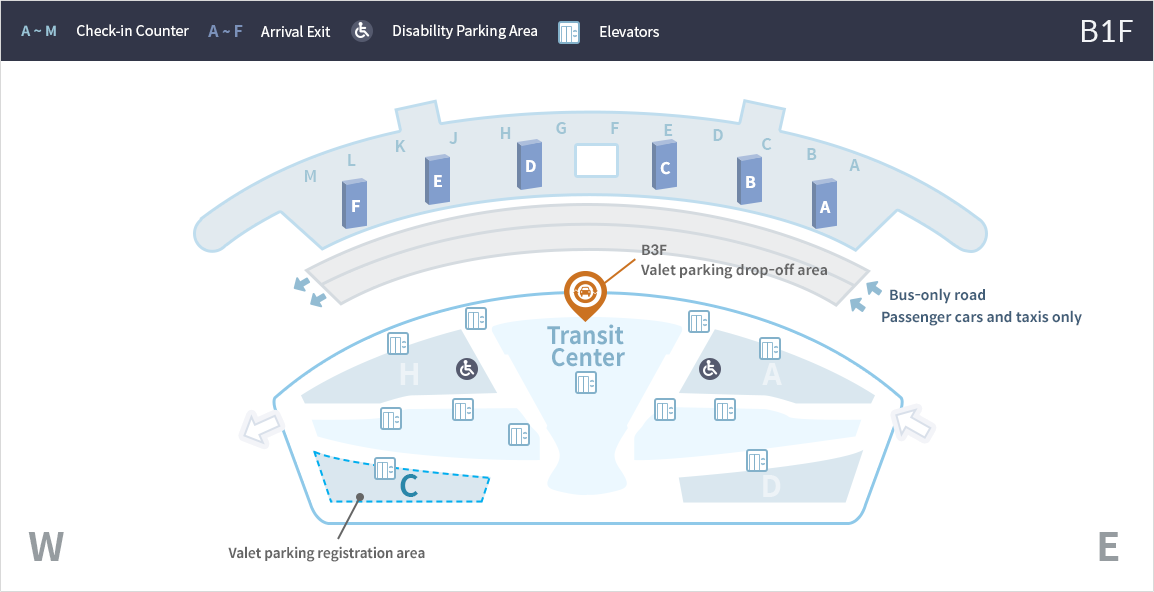 A ~ M Check-in Counter A ~ F Arrival Exit Disability Parking Area Elevators B1F
M L K J H G F E D C B A
F E D C B A
B3F
Valet parking drop-off area
Bus-only road
Passenger cars and taxis only
Transit
Center
H A
C D
Valet parking registration area
W E